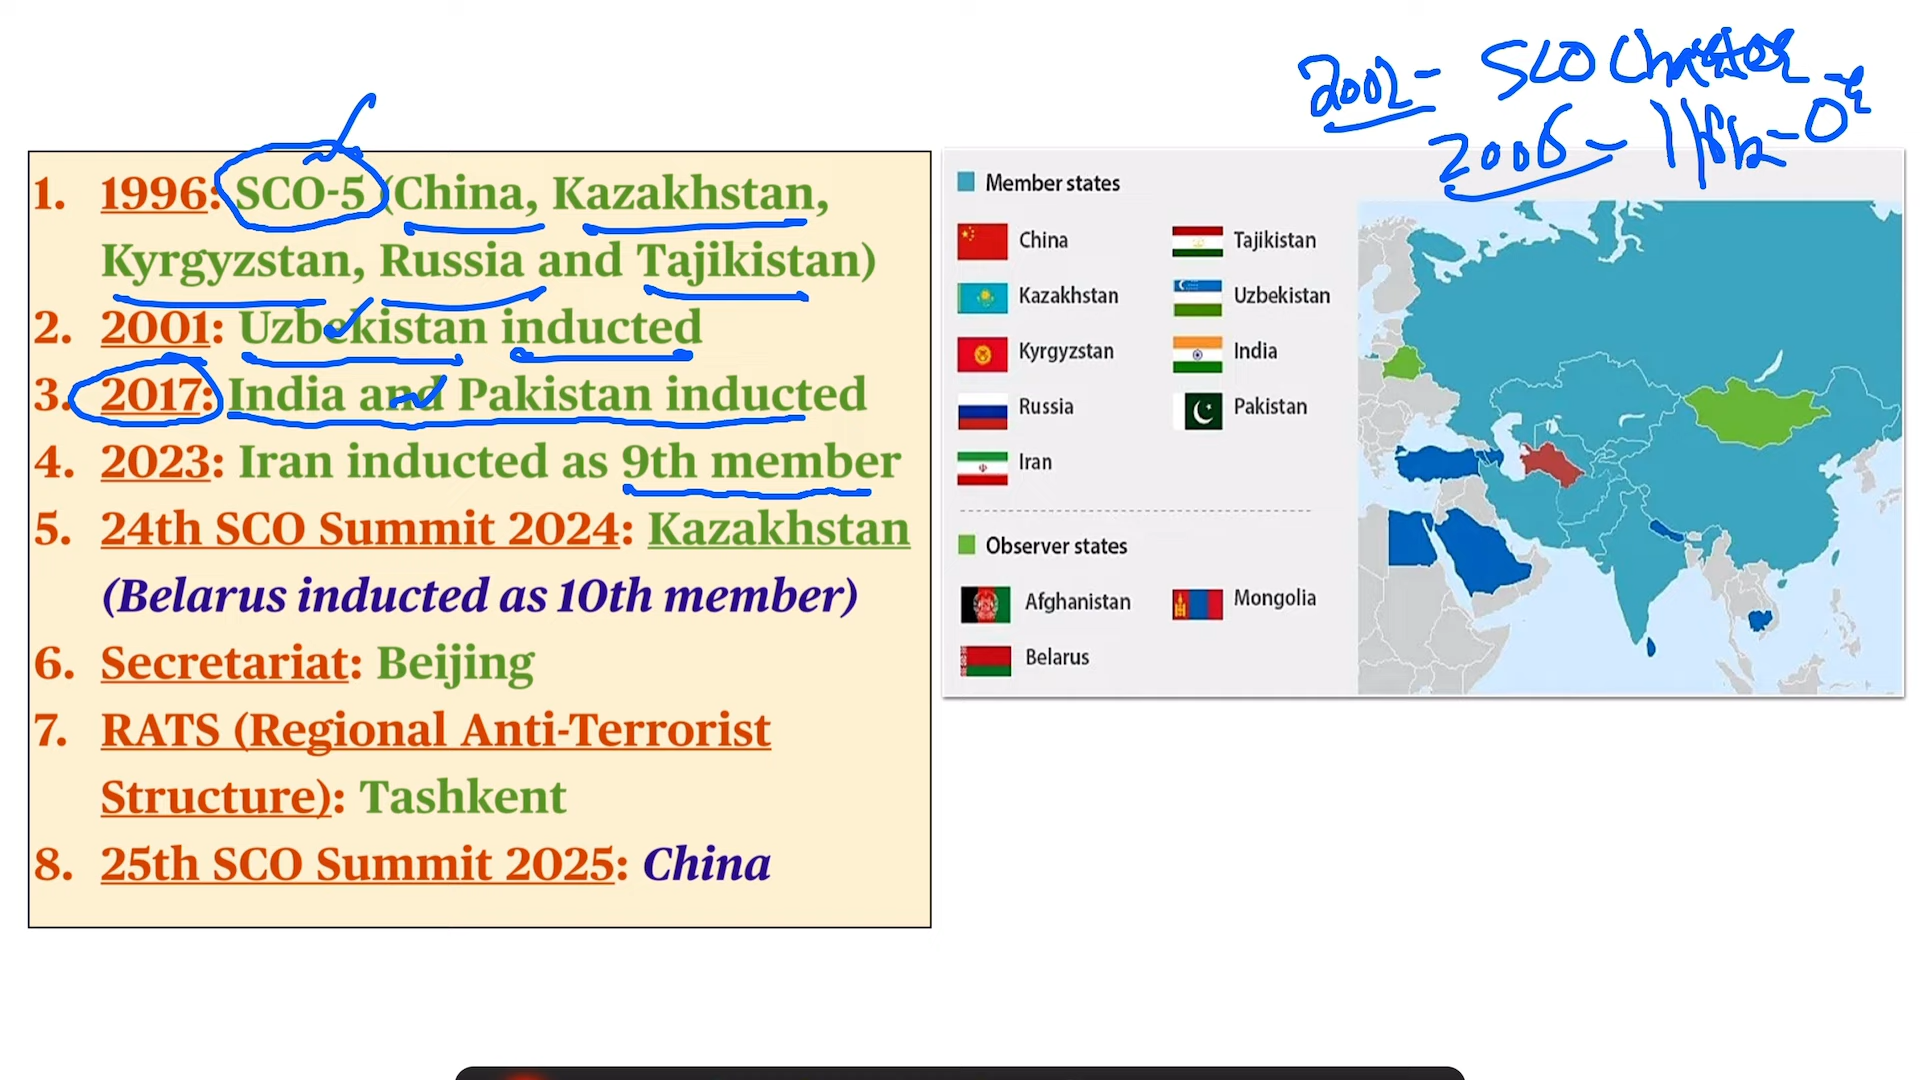 2002 - SCO Charter
2006 -
1. 1996: SCO-5 (China, Kazakhstan,
Kyrgyzstan, Russia and Tajikistan)
2. 2001: Uzbekistan inducted
3. 2017: India and Pakistan inducted
4. 2023: Iran inducted as 9th member
5. 24th SCO Summit 2024: Kazakhstan
(Belarus inducted as 10th member)
6. Secretariat: Beijing
7. RATS (Regional Anti-Terrorist
Structure): Tashkent
8. 25th SCO Summit 2025: China
Member states
China
Tajikistan
Kazakhstan
Uzbekistan
Kyrgyzstan
India
Russia
Pakistan
Iran
Observer states
Afghanistan
Mongolia
Belarus